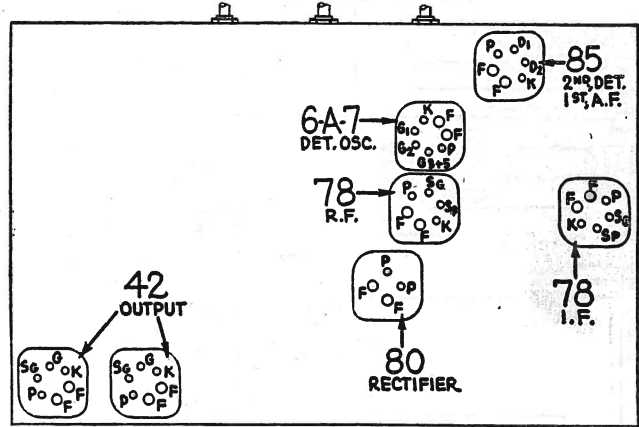 P D1
F D2
F K
85
2ND, DET.
1ST, A.F.
6-A-7
DET. OSC.
K F
G1 F
G2 P
G3+5
78
R.F.
P SG
SP
F F K
F P
F SG
K SP
78
I.F.
P
F P
F
80
RECTIFIER
42
OUTPUT
SG G K
P F F
SG G K
P F F